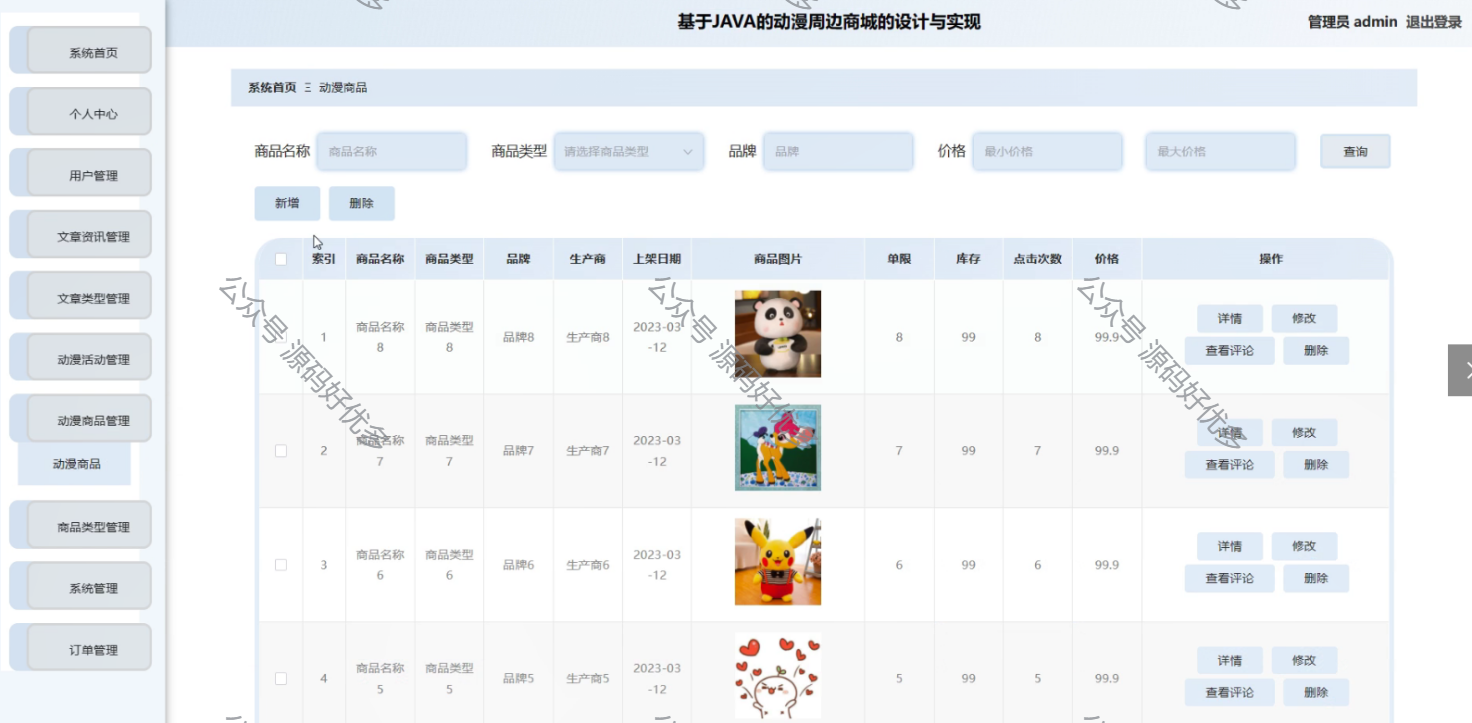 基于JAVA的动漫周边商城的设计与实现
管理员 admin 退出登录
系统首页
个人中心
用户管理
文章资讯管理
文章类型管理
动漫活动管理
动漫商品管理
动漫商品
商品类型管理
系统管理
订单管理
系统首页 Ξ 动漫商品
商品名称 商品名称 商品类型 请选择商品类型 品牌 品牌 价格 最小价格 最大价格 查询
新增 删除
索引 商品名称 商品类型 品牌 生产商 上架日期 商品图片 单限 库存 点击次数 价格 操作
1 商品名称8 商品类型8 品牌8 生产商8 2023-03-12 8 99 8 99.9 详情 修改
查看评论 删除
2 商品名称7 商品类型7 品牌7 生产商7 2023-03-12 7 99 7 99.9 详情 修改
查看评论 删除
3 商品名称6 商品类型6 品牌6 生产商6 2023-03-12 6 99 6 99.9 详情 修改
查看评论 删除
4 商品名称5 商品类型5 品牌5 生产商5 2023-03-12 5 99 5 99.9 详情 修改
查看评论 删除
公众号 源码好优多
公众号 源码好优多
公众号 源码好优多